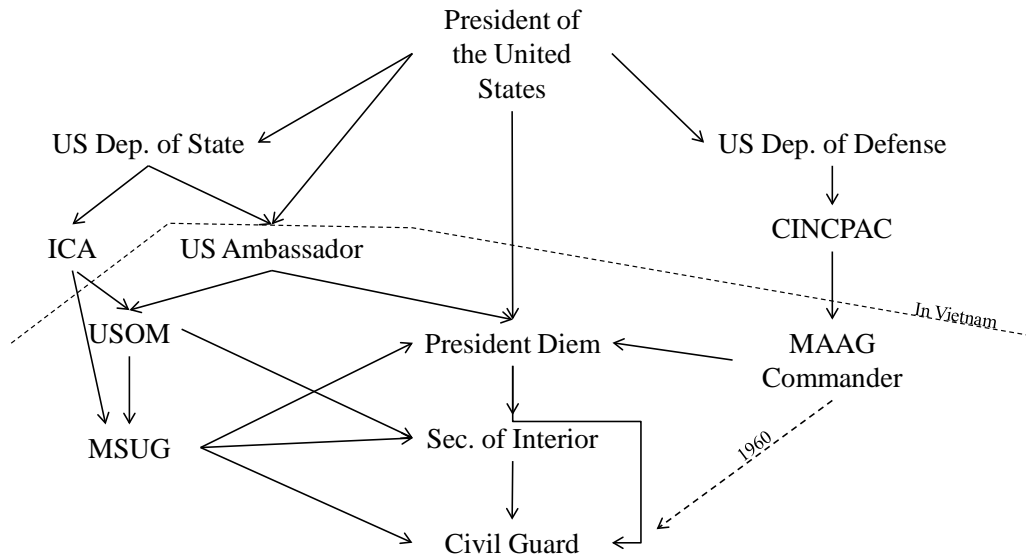 President of
the United
States
US Dep. of State
US Dep. of Defense
ICA
US Ambassador
CINCPAC
In Vietnam
USOM
President Diem
MAAG
Commander
MSUG
Sec. of Interior
1960
Civil Guard